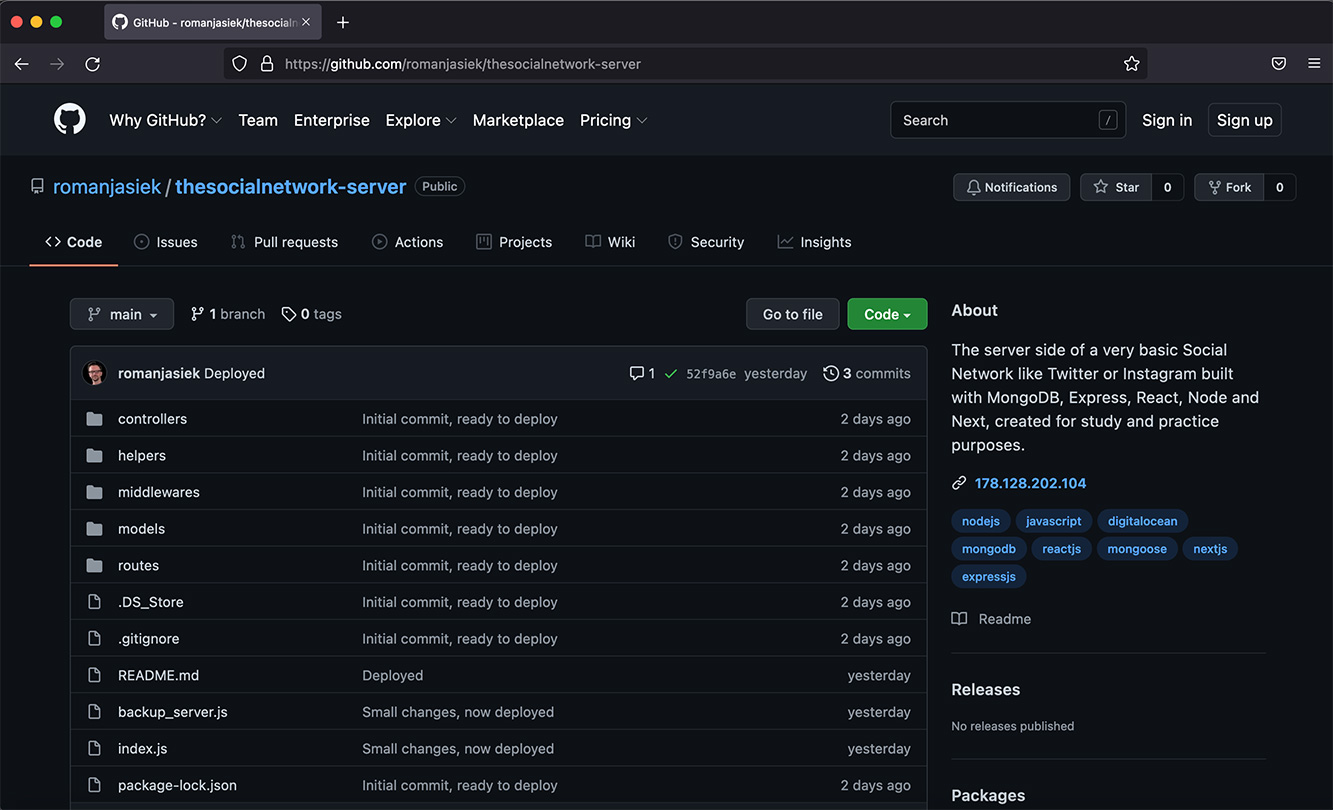 GitHub - romanjasiek/thesocialn
https://github.com/romanjasiek/thesocialnetwork-server
Why GitHub? Team Enterprise Explore Marketplace Pricing Search / Sign in Sign up
romanjasiek / thesocialnetwork-server Public Notifications Star 0 Fork 0
Code Issues Pull requests Actions Projects Wiki Security Insights
main 1 branch 0 tags Go to file Code
romanjasiek Deployed 1 52f9a6e yesterday 3 commits
controllers Initial commit, ready to deploy 2 days ago
helpers Initial commit, ready to deploy 2 days ago
middlewares Initial commit, ready to deploy 2 days ago
models Initial commit, ready to deploy 2 days ago
routes Initial commit, ready to deploy 2 days ago
.DS_Store Initial commit, ready to deploy 2 days ago
.gitignore Initial commit, ready to deploy 2 days ago
README.md Deployed yesterday
backup_server.js Small changes, now deployed yesterday
index.js Small changes, now deployed yesterday
package-lock.json Initial commit, ready to deploy 2 days ago
About
The server side of a very basic Social
Network like Twitter or Instagram built
with MongoDB, Express, React, Node and
Next, created for study and practice
purposes.
178.128.202.104
nodejs javascript digitalocean
mongodb reactjs mongoose nextjs
expressjs
Readme
Releases
No releases published
Packages